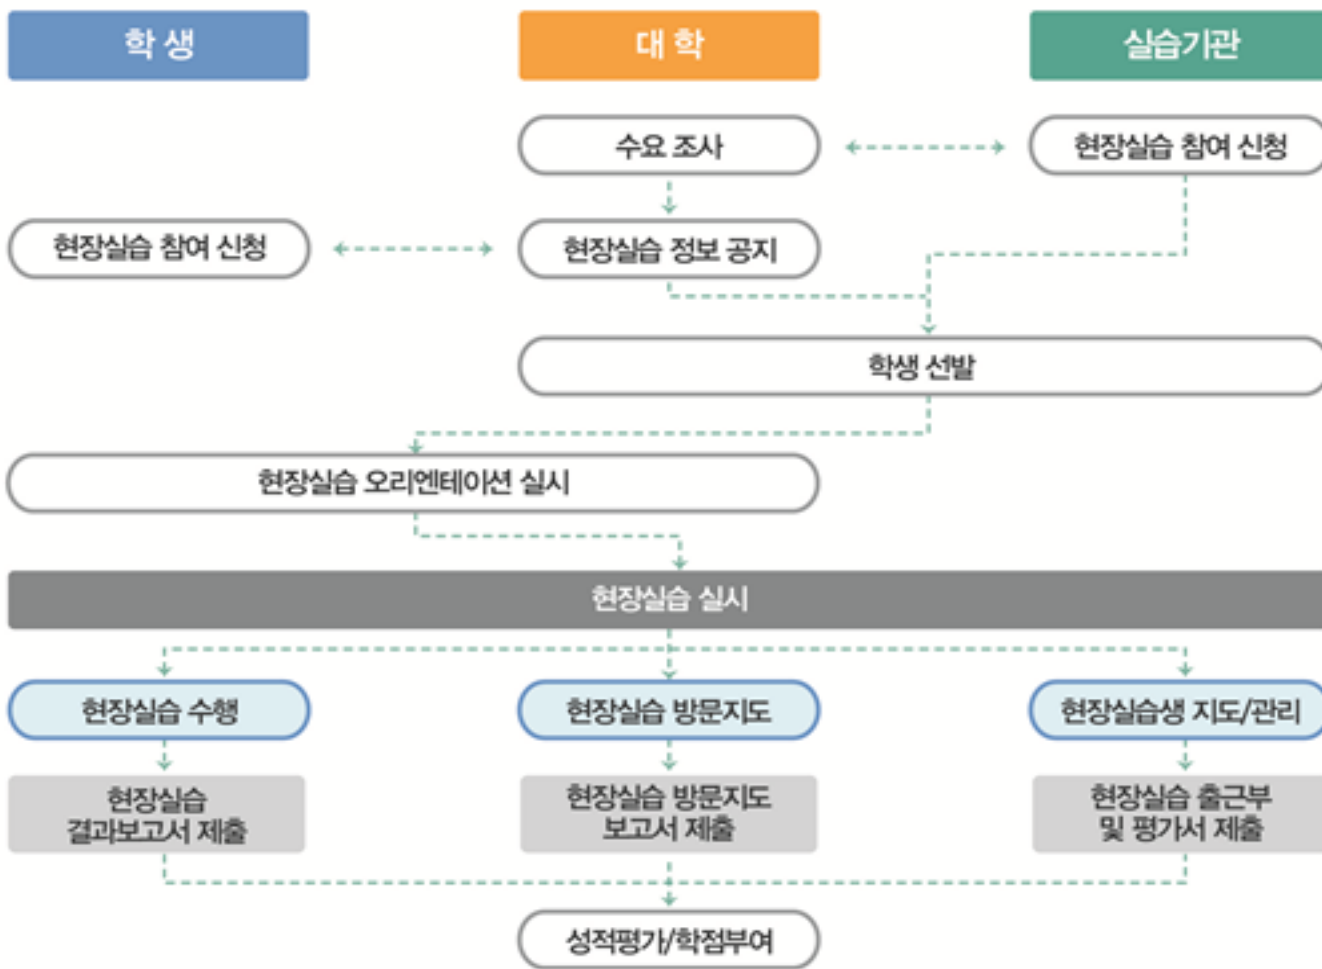 학 생
대 학
실습기관
수요 조사
현장실습 참여 신청
현장실습 참여 신청
현장실습 정보 공지
학생 선발
현장실습 오리엔테이션 실시
현장실습 실시
현장실습 수행
현장실습 방문지도
현장실습생 지도/관리
현장실습
결과보고서 제출
현장실습 방문지도
보고서 제출
현장실습 출근부
및 평가서 제출
성적평가/학점부여